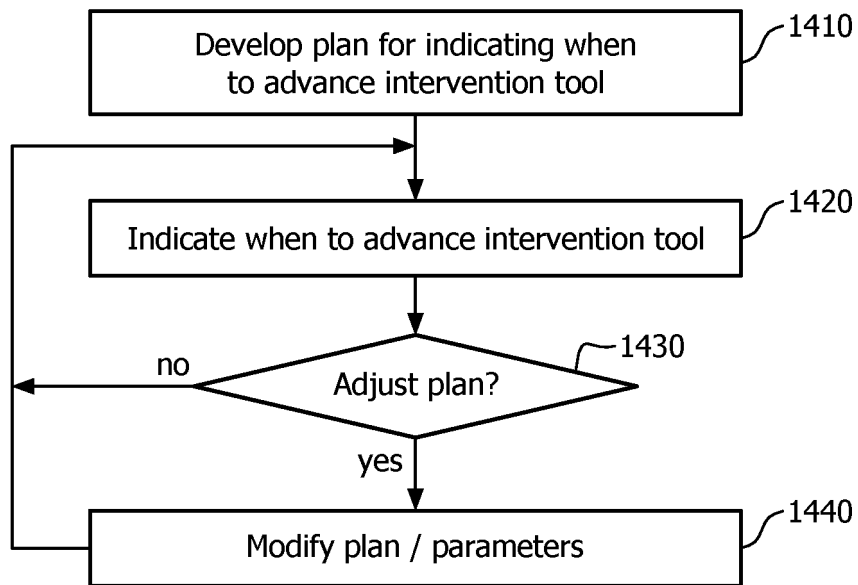 1410
Develop plan for indicating when
to advance intervention tool
1420
Indicate when to advance intervention tool
1430
no
Adjust plan?
yes
1440
Modify plan / parameters